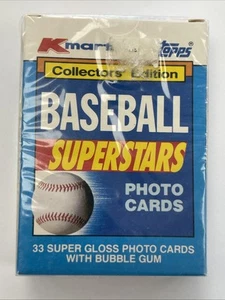 Kmart Topps
Collectors' Edition
BASEBALL
SUPERSTARS
PHOTO
CARDS
33 SUPER GLOSS PHOTO CARDS
WITH BUBBLE GUM